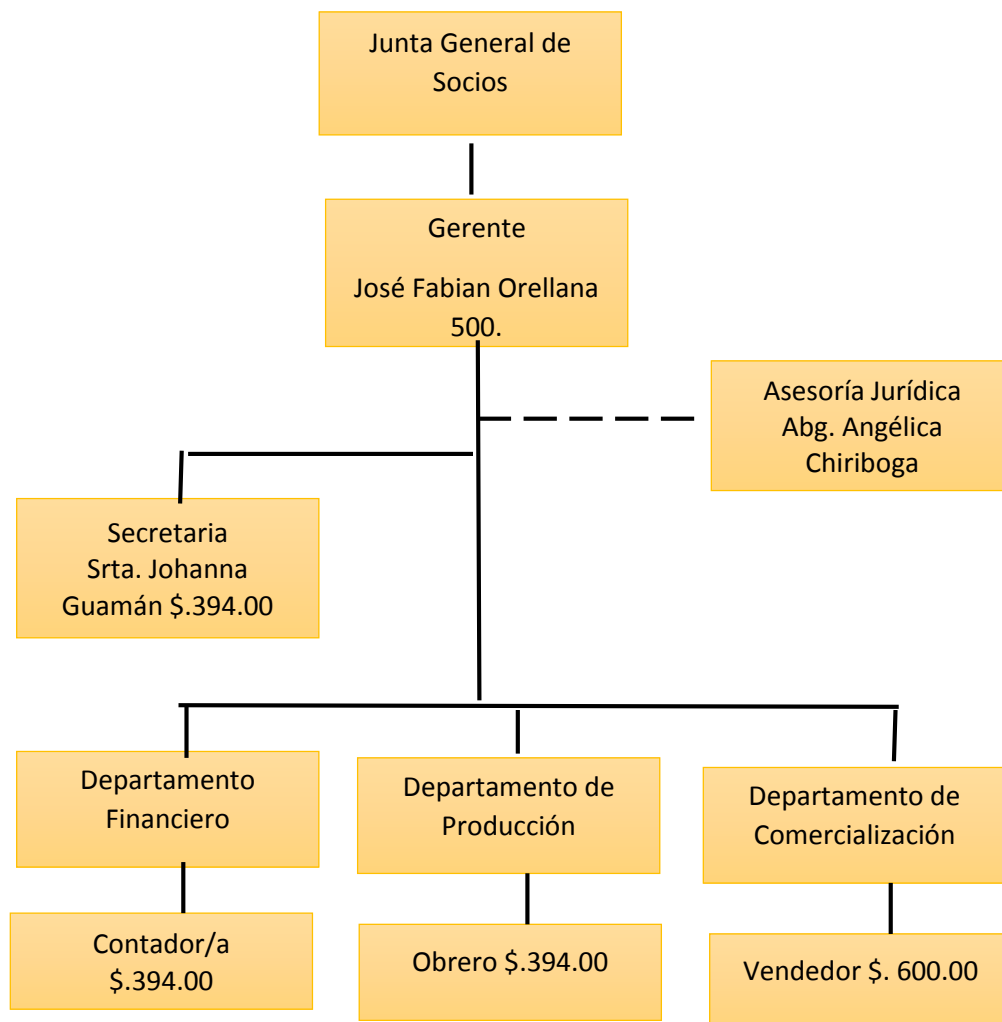 Junta General de
Socios
Gerente
José Fabian Orellana
500.
Asesoría Jurídica
Abg. Angélica
Chiriboga
Secretaria
Srta. Johanna
Guamán $.394.00
Departamento
Financiero
Departamento de
Producción
Departamento de
Comercialización
Contador/a
$.394.00
Obrero $.394.00
Vendedor $. 600.00